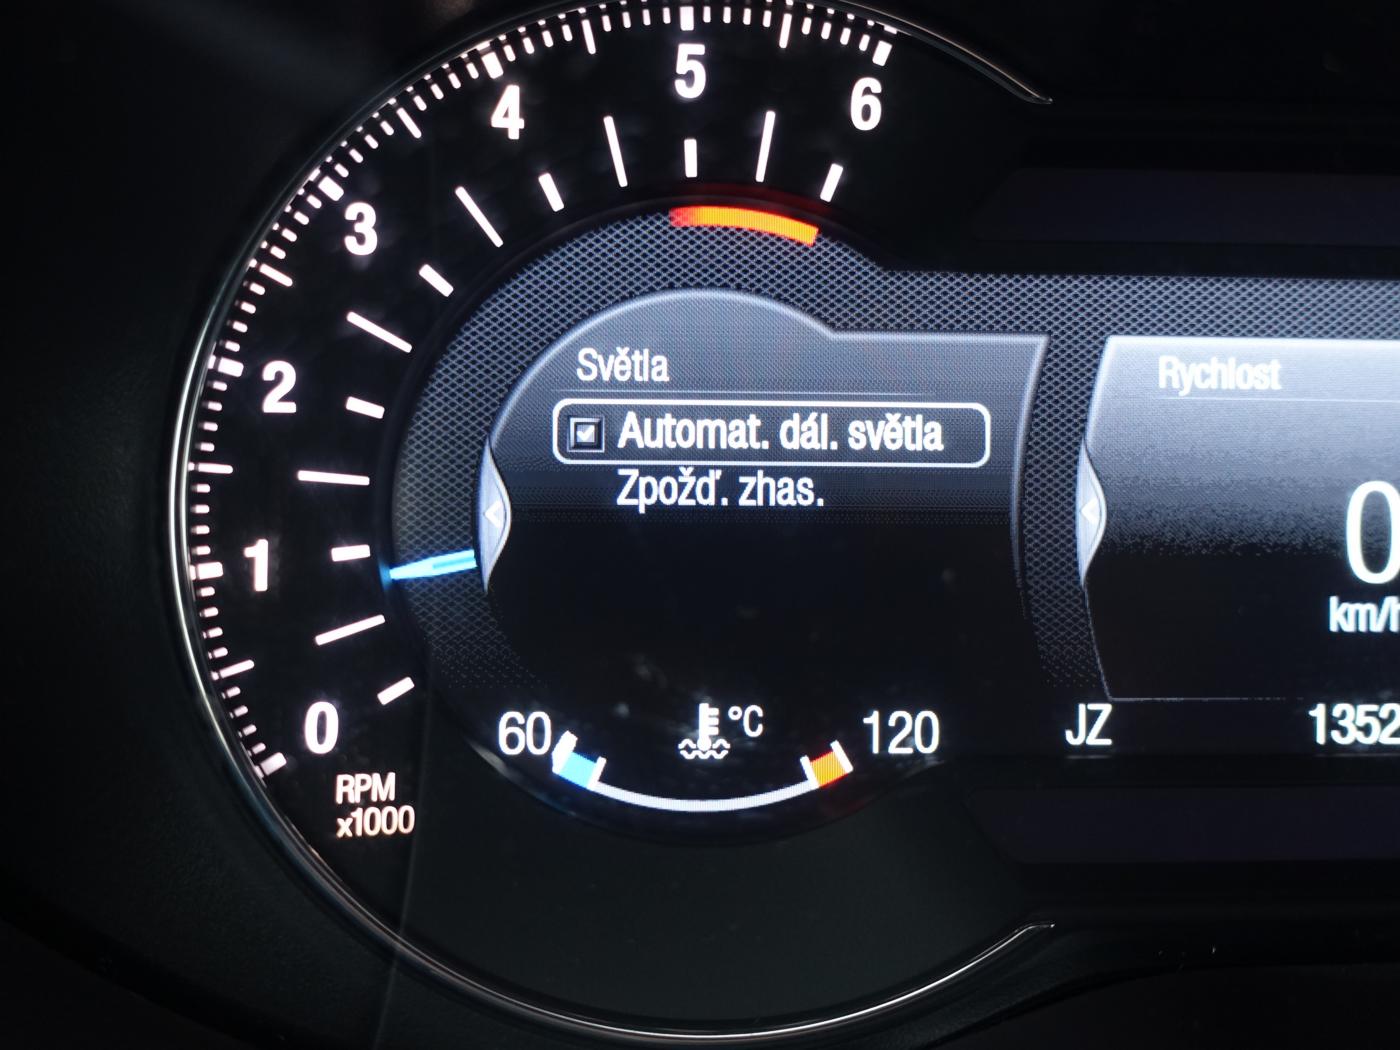 5
4
6
3
2
1
0
RPM
x1000
Světla
Automat. dál. světla
Zpožď. zhas.
60
°C
120
Rychlost
0
km/h
JZ
1352